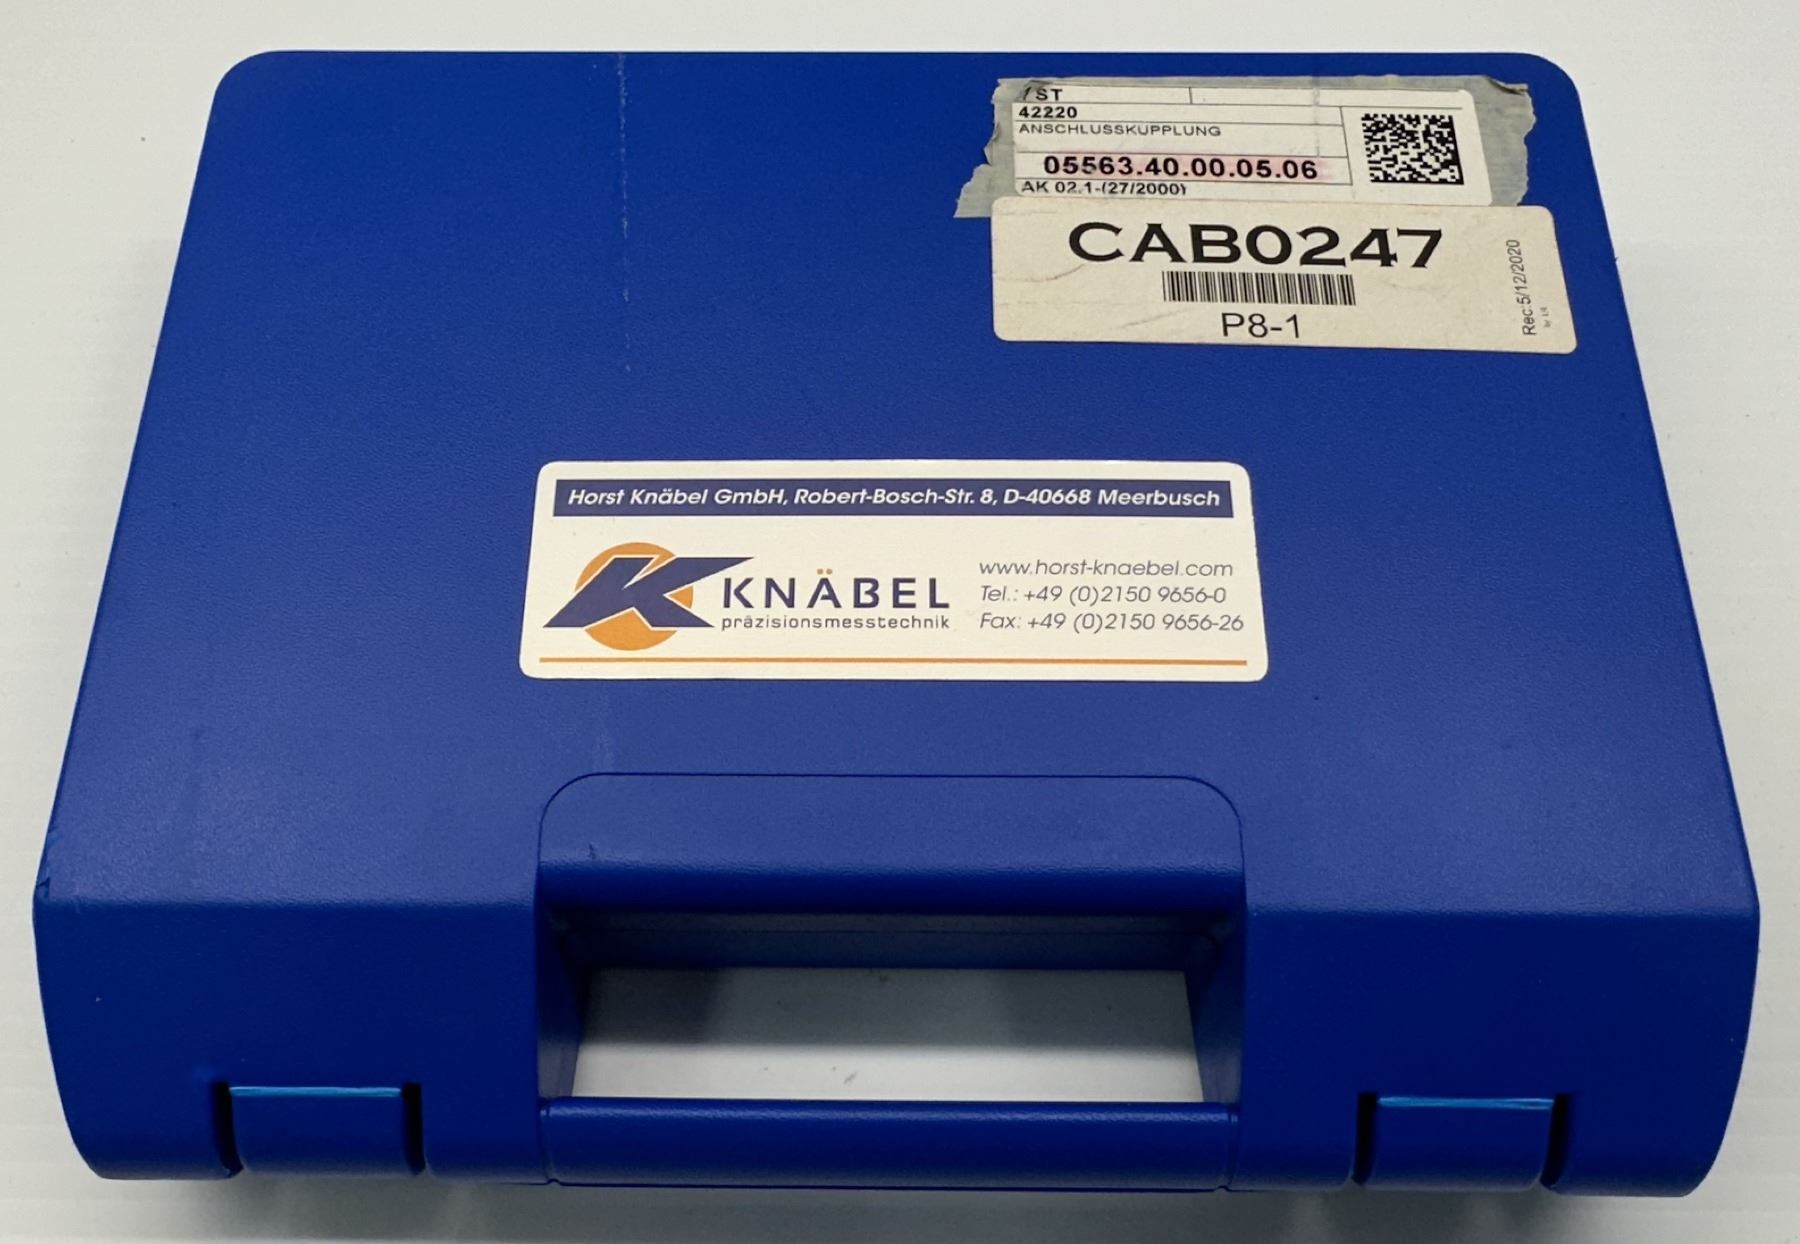 1 ST
42220
ANSCHLUSSKUPPLUNG
05563.40.00.05.06
AK 02.1-(27/2000)
CAB0247
P8-1
Rec:5/12/2020
Horst Knäbel GmbH, Robert-Bosch-Str. 8, D-40668 Meerbusch
KNÄBEL
präzisionsmesstechnik
www.horst-knaebel.com
Tel.: +49 (0)2150 9656-0
Fax: +49 (0)2150 9656-26